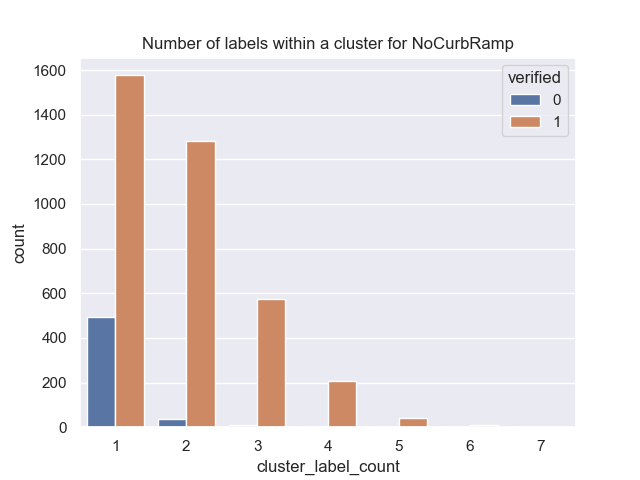 Number of labels within a cluster for NoCurbRamp
verified
0
1
1600
1400
1200
1000
800
600
400
200
0
count
1 2 3 4 5 6 7
cluster_label_count